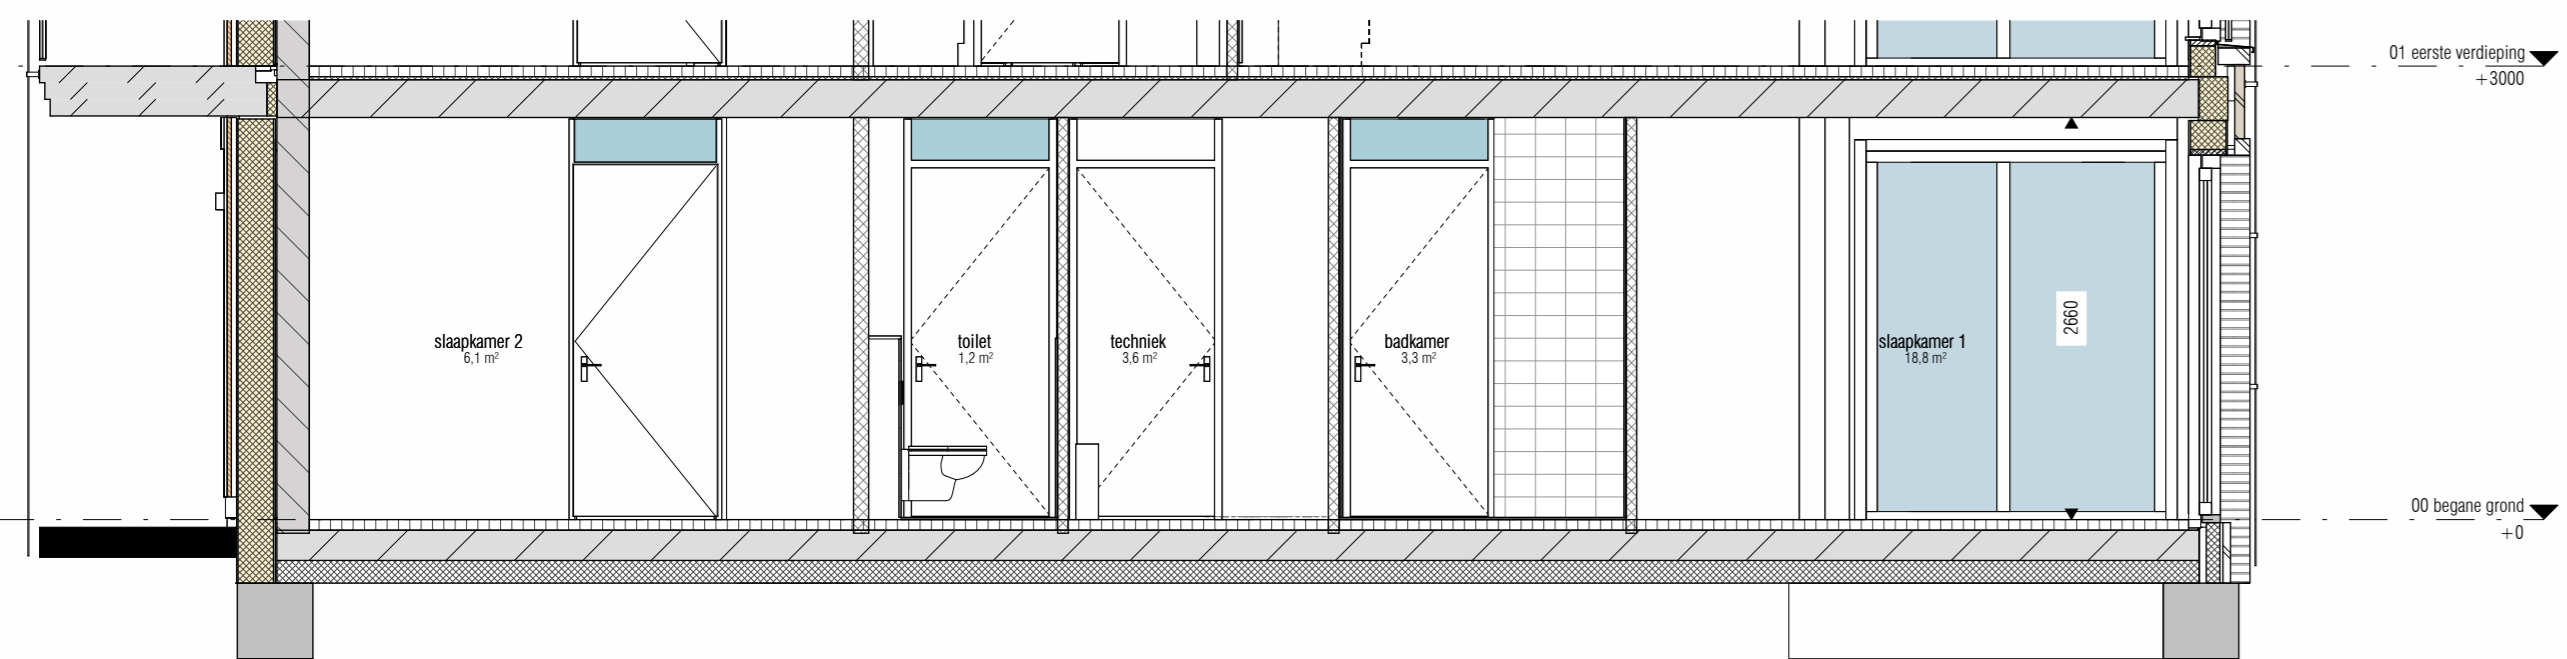 01 eerste verdieping
+3000
slaapkamer 2
6,1 m²
toilet
1,2 m²
techniek
3,6 m²
badkamer
3,3 m²
slaapkamer 1
18,8 m²
2660
00 begane grond
+0